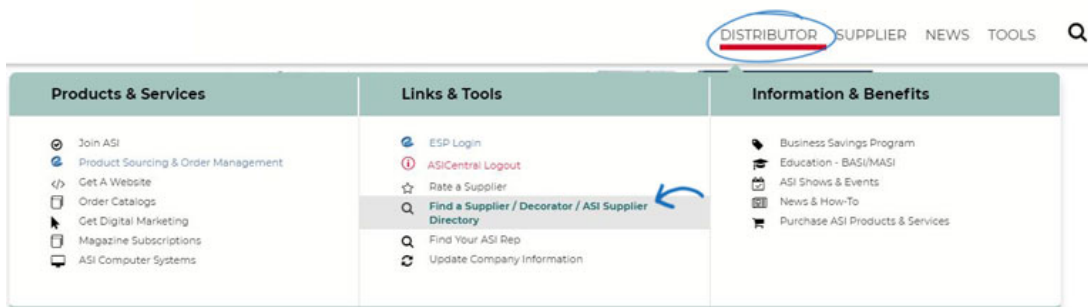 DISTRIBUTOR SUPPLIER NEWS TOOLS
Products & Services
Join ASI
Product Sourcing & Order Management
Get A Website
Order Catalogs
Get Digital Marketing
Magazine Subscriptions
ASI Computer Systems
Links & Tools
ESP Login
ASICentral Logout
Rate a Supplier
Find a Supplier / Decorator / ASI Supplier
Directory
Find Your ASI Rep
Update Company Information
Information & Benefits
Business Savings Program
Education - BASI/MASI
ASI Shows & Events
News & How-To
Purchase ASI Products & Services